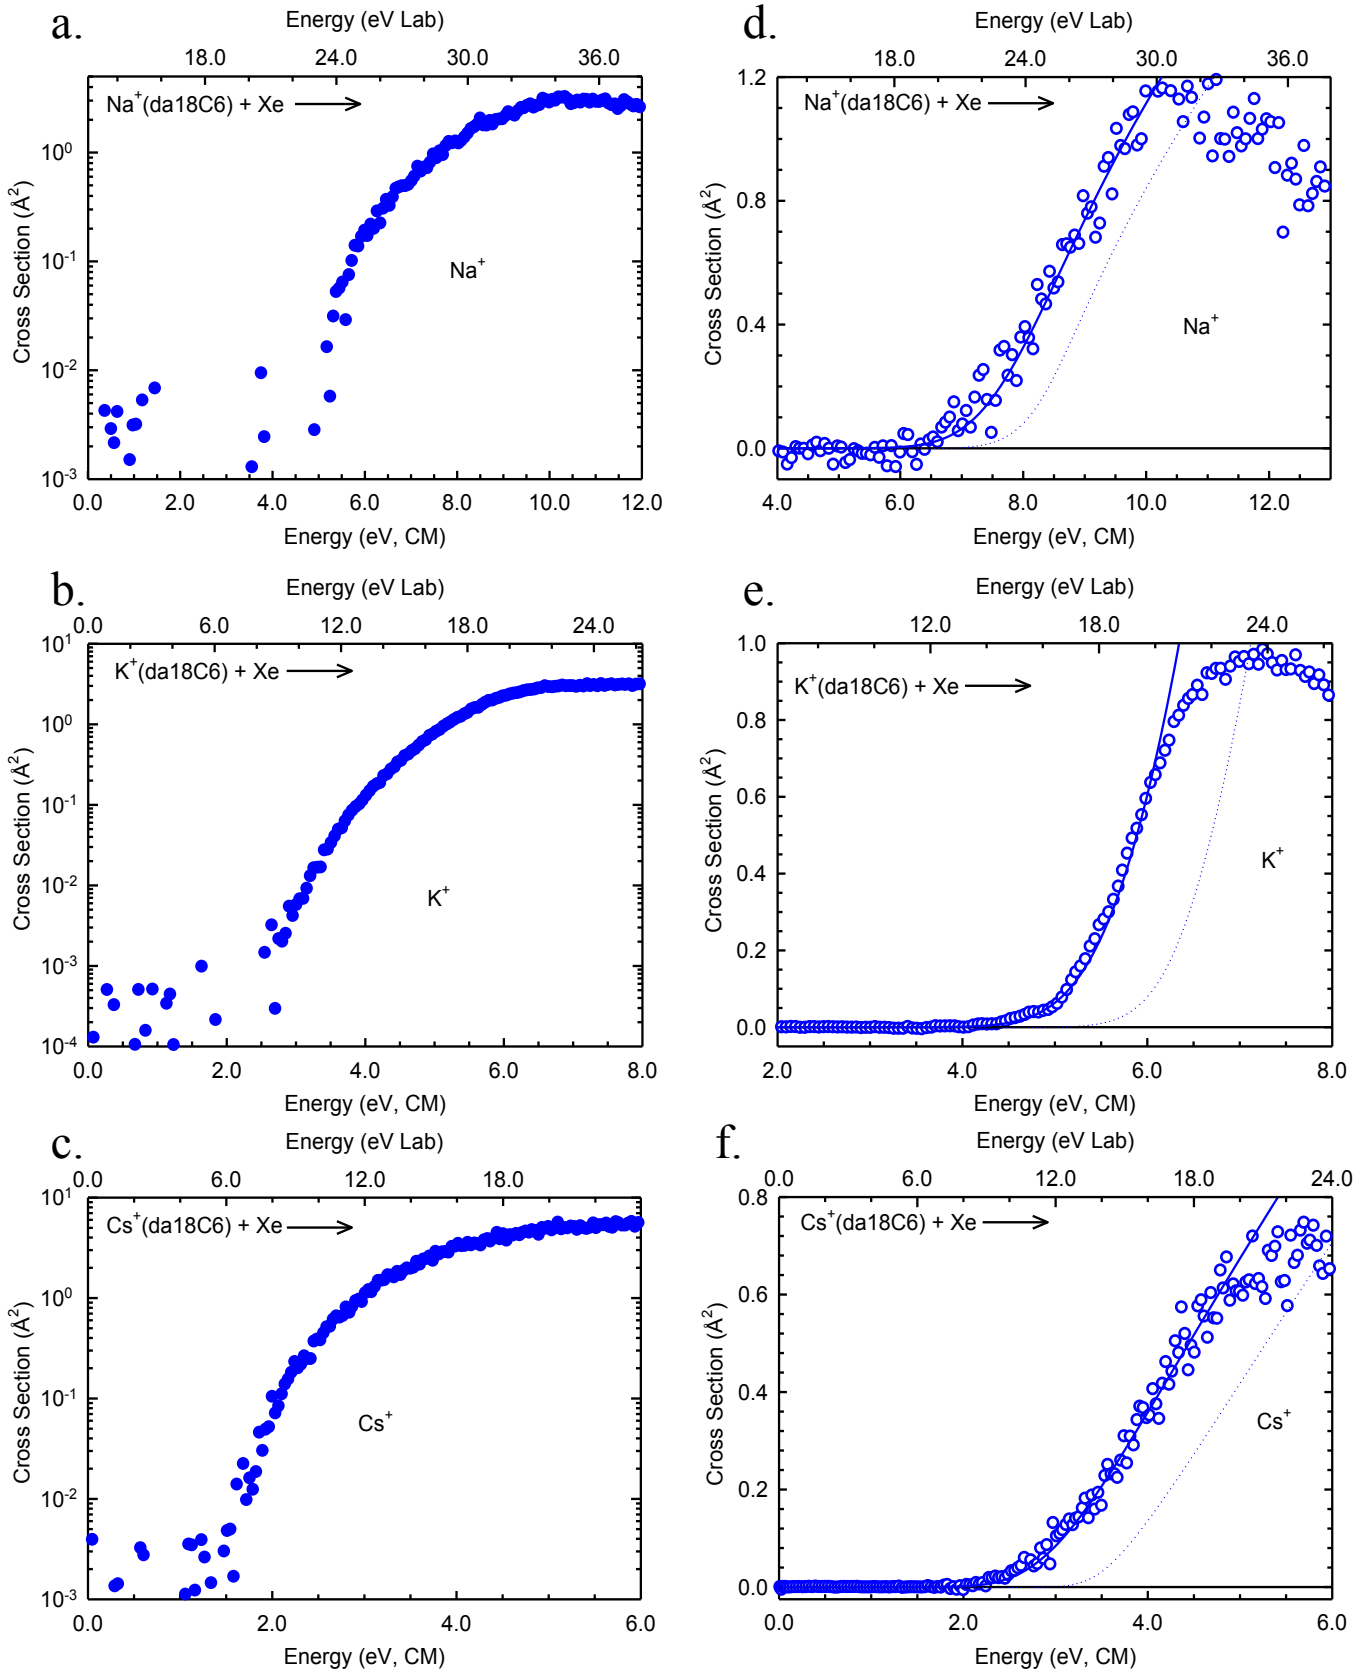 a.
Energy (eV Lab)
18.0 24.0 30.0 36.0
Na⁺(da18C6) + Xe ⟶
Cross Section (Å²)
10⁰
10⁻¹
10⁻²
10⁻³
Na⁺
0.0 2.0 4.0 6.0 8.0 10.0 12.0
Energy (eV, CM)
d.
Energy (eV Lab)
18.0 24.0 30.0 36.0
Na⁺(da18C6) + Xe ⟶
Cross Section (Å²)
1.2
0.8
0.4
0.0
Na⁺
4.0 6.0 8.0 10.0 12.0
Energy (eV, CM)
b.
Energy (eV Lab)
0.0 6.0 12.0 18.0 24.0
K⁺(da18C6) + Xe ⟶
Cross Section (Å²)
10¹
10⁰
10⁻¹
10⁻²
10⁻³
10⁻⁴
K⁺
0.0 2.0 4.0 6.0 8.0
Energy (eV, CM)
e.
Energy (eV Lab)
12.0 18.0 24.0
K⁺(da18C6) + Xe ⟶
Cross Section (Å²)
1.0
0.8
0.6
0.4
0.2
0.0
K⁺
2.0 4.0 6.0 8.0
Energy (eV, CM)
c.
Energy (eV Lab)
0.0 6.0 12.0 18.0
Cs⁺(da18C6) + Xe ⟶
Cross Section (Å²)
10¹
10⁰
10⁻¹
10⁻²
10⁻³
Cs⁺
0.0 2.0 4.0 6.0
Energy (eV, CM)
f.
Energy (eV Lab)
0.0 6.0 12.0 18.0 24.0
Cs⁺(da18C6) + Xe ⟶
Cross Section (Å²)
0.8
0.6
0.4
0.2
0.0
Cs⁺
0.0 2.0 4.0 6.0
Energy (eV, CM)